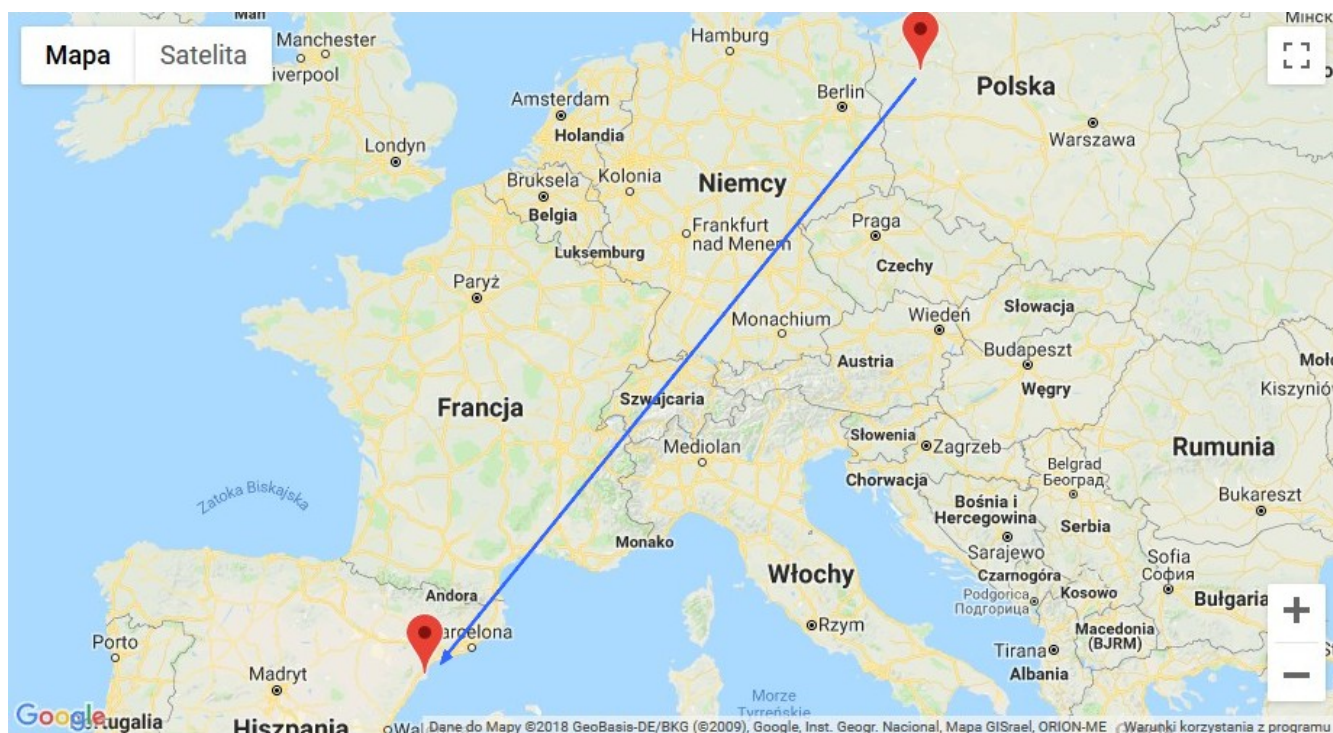 Man
Mapa
Satelita
Manchester
iverpool
Hamburg
Мінск
Polska
Berlin
Amsterdam
Holandia
Warszawa
Londyn
Bruksela
Kolonia
Niemcy
Belgia
Frankfurt
nad Menem
Praga
Luksemburg
Czechy
Paryż
Słowacja
Monachium
Wiedeń
Budapeszt
Austria
Węgry
Kiszyniów
Szwajcaria
Francja
Mediolan
Słowenia
Zagrzeb
Rumunia
Chorwacja
Belgrad
Београд
Zatoka Biskajska
Bośnia i
Hercegowina
Bukareszt
Serbia
Monako
Sarajewo
Sofia
София
Włochy
Czarnogóra
Andora
Podgorica
Подгорица
Kosowo
Bułgaria
Porto
arcelona
Rzym
Macedonia
(BJRM)
Tirana
Madryt
Albania
Morze
Tyrreńskie
Google
rtugalia
Hiszpania
Dane do Mapy ©2018 GeoBasis-DE/BKG (©2009), Google, Inst. Geogr. Nacional, Mapa GISrael, ORION-ME
Warunki korzystania z programu